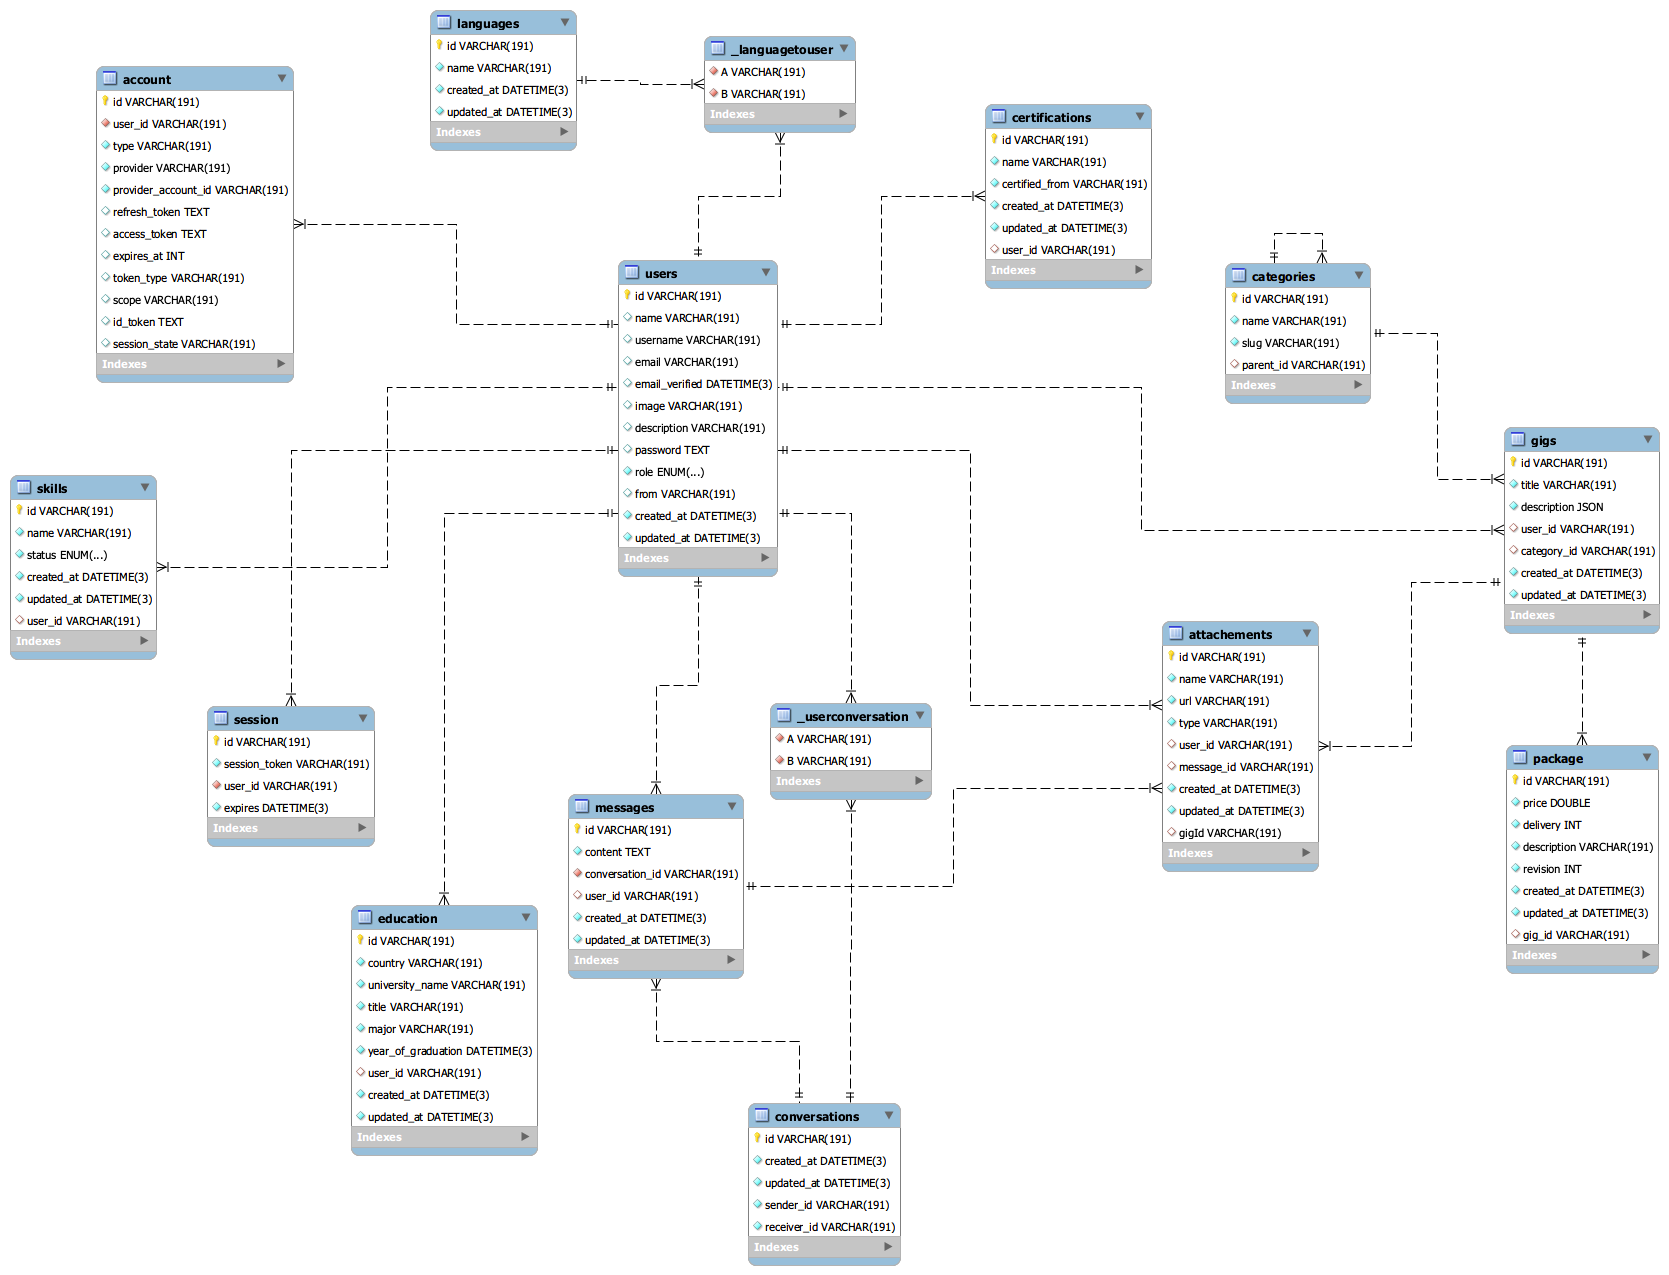 languages
id VARCHAR(191)
name VARCHAR(191)
created_at DATETIME(3)
updated_at DATETIME(3)
Indexes
_languagetouser
A VARCHAR(191)
B VARCHAR(191)
Indexes
account
id VARCHAR(191)
user_id VARCHAR(191)
type VARCHAR(191)
provider VARCHAR(191)
provider_account_id VARCHAR(191)
refresh_token TEXT
access_token TEXT
expires_at INT
token_type VARCHAR(191)
scope VARCHAR(191)
id_token TEXT
session_state VARCHAR(191)
Indexes
certifications
id VARCHAR(191)
name VARCHAR(191)
certified_from VARCHAR(191)
created_at DATETIME(3)
updated_at DATETIME(3)
user_id VARCHAR(191)
Indexes
users
id VARCHAR(191)
name VARCHAR(191)
username VARCHAR(191)
email VARCHAR(191)
email_verified DATETIME(3)
image VARCHAR(191)
description VARCHAR(191)
password TEXT
role ENUM(...)
from VARCHAR(191)
created_at DATETIME(3)
updated_at DATETIME(3)
Indexes
categories
id VARCHAR(191)
name VARCHAR(191)
slug VARCHAR(191)
parent_id VARCHAR(191)
Indexes
gigs
id VARCHAR(191)
title VARCHAR(191)
description JSON
user_id VARCHAR(191)
category_id VARCHAR(191)
created_at DATETIME(3)
updated_at DATETIME(3)
Indexes
skills
id VARCHAR(191)
name VARCHAR(191)
status ENUM(...)
created_at DATETIME(3)
updated_at DATETIME(3)
user_id VARCHAR(191)
Indexes
attachements
id VARCHAR(191)
name VARCHAR(191)
url VARCHAR(191)
type VARCHAR(191)
user_id VARCHAR(191)
message_id VARCHAR(191)
created_at DATETIME(3)
updated_at DATETIME(3)
gigId VARCHAR(191)
Indexes
session
id VARCHAR(191)
session_token VARCHAR(191)
user_id VARCHAR(191)
expires DATETIME(3)
Indexes
_userconversation
A VARCHAR(191)
B VARCHAR(191)
Indexes
package
id VARCHAR(191)
price DOUBLE
delivery INT
description VARCHAR(191)
revision INT
created_at DATETIME(3)
updated_at DATETIME(3)
gig_id VARCHAR(191)
Indexes
messages
id VARCHAR(191)
content TEXT
conversation_id VARCHAR(191)
user_id VARCHAR(191)
created_at DATETIME(3)
updated_at DATETIME(3)
Indexes
education
id VARCHAR(191)
country VARCHAR(191)
university_name VARCHAR(191)
title VARCHAR(191)
major VARCHAR(191)
year_of_graduation DATETIME(3)
user_id VARCHAR(191)
created_at DATETIME(3)
updated_at DATETIME(3)
Indexes
conversations
id VARCHAR(191)
created_at DATETIME(3)
updated_at DATETIME(3)
sender_id VARCHAR(191)
receiver_id VARCHAR(191)
Indexes